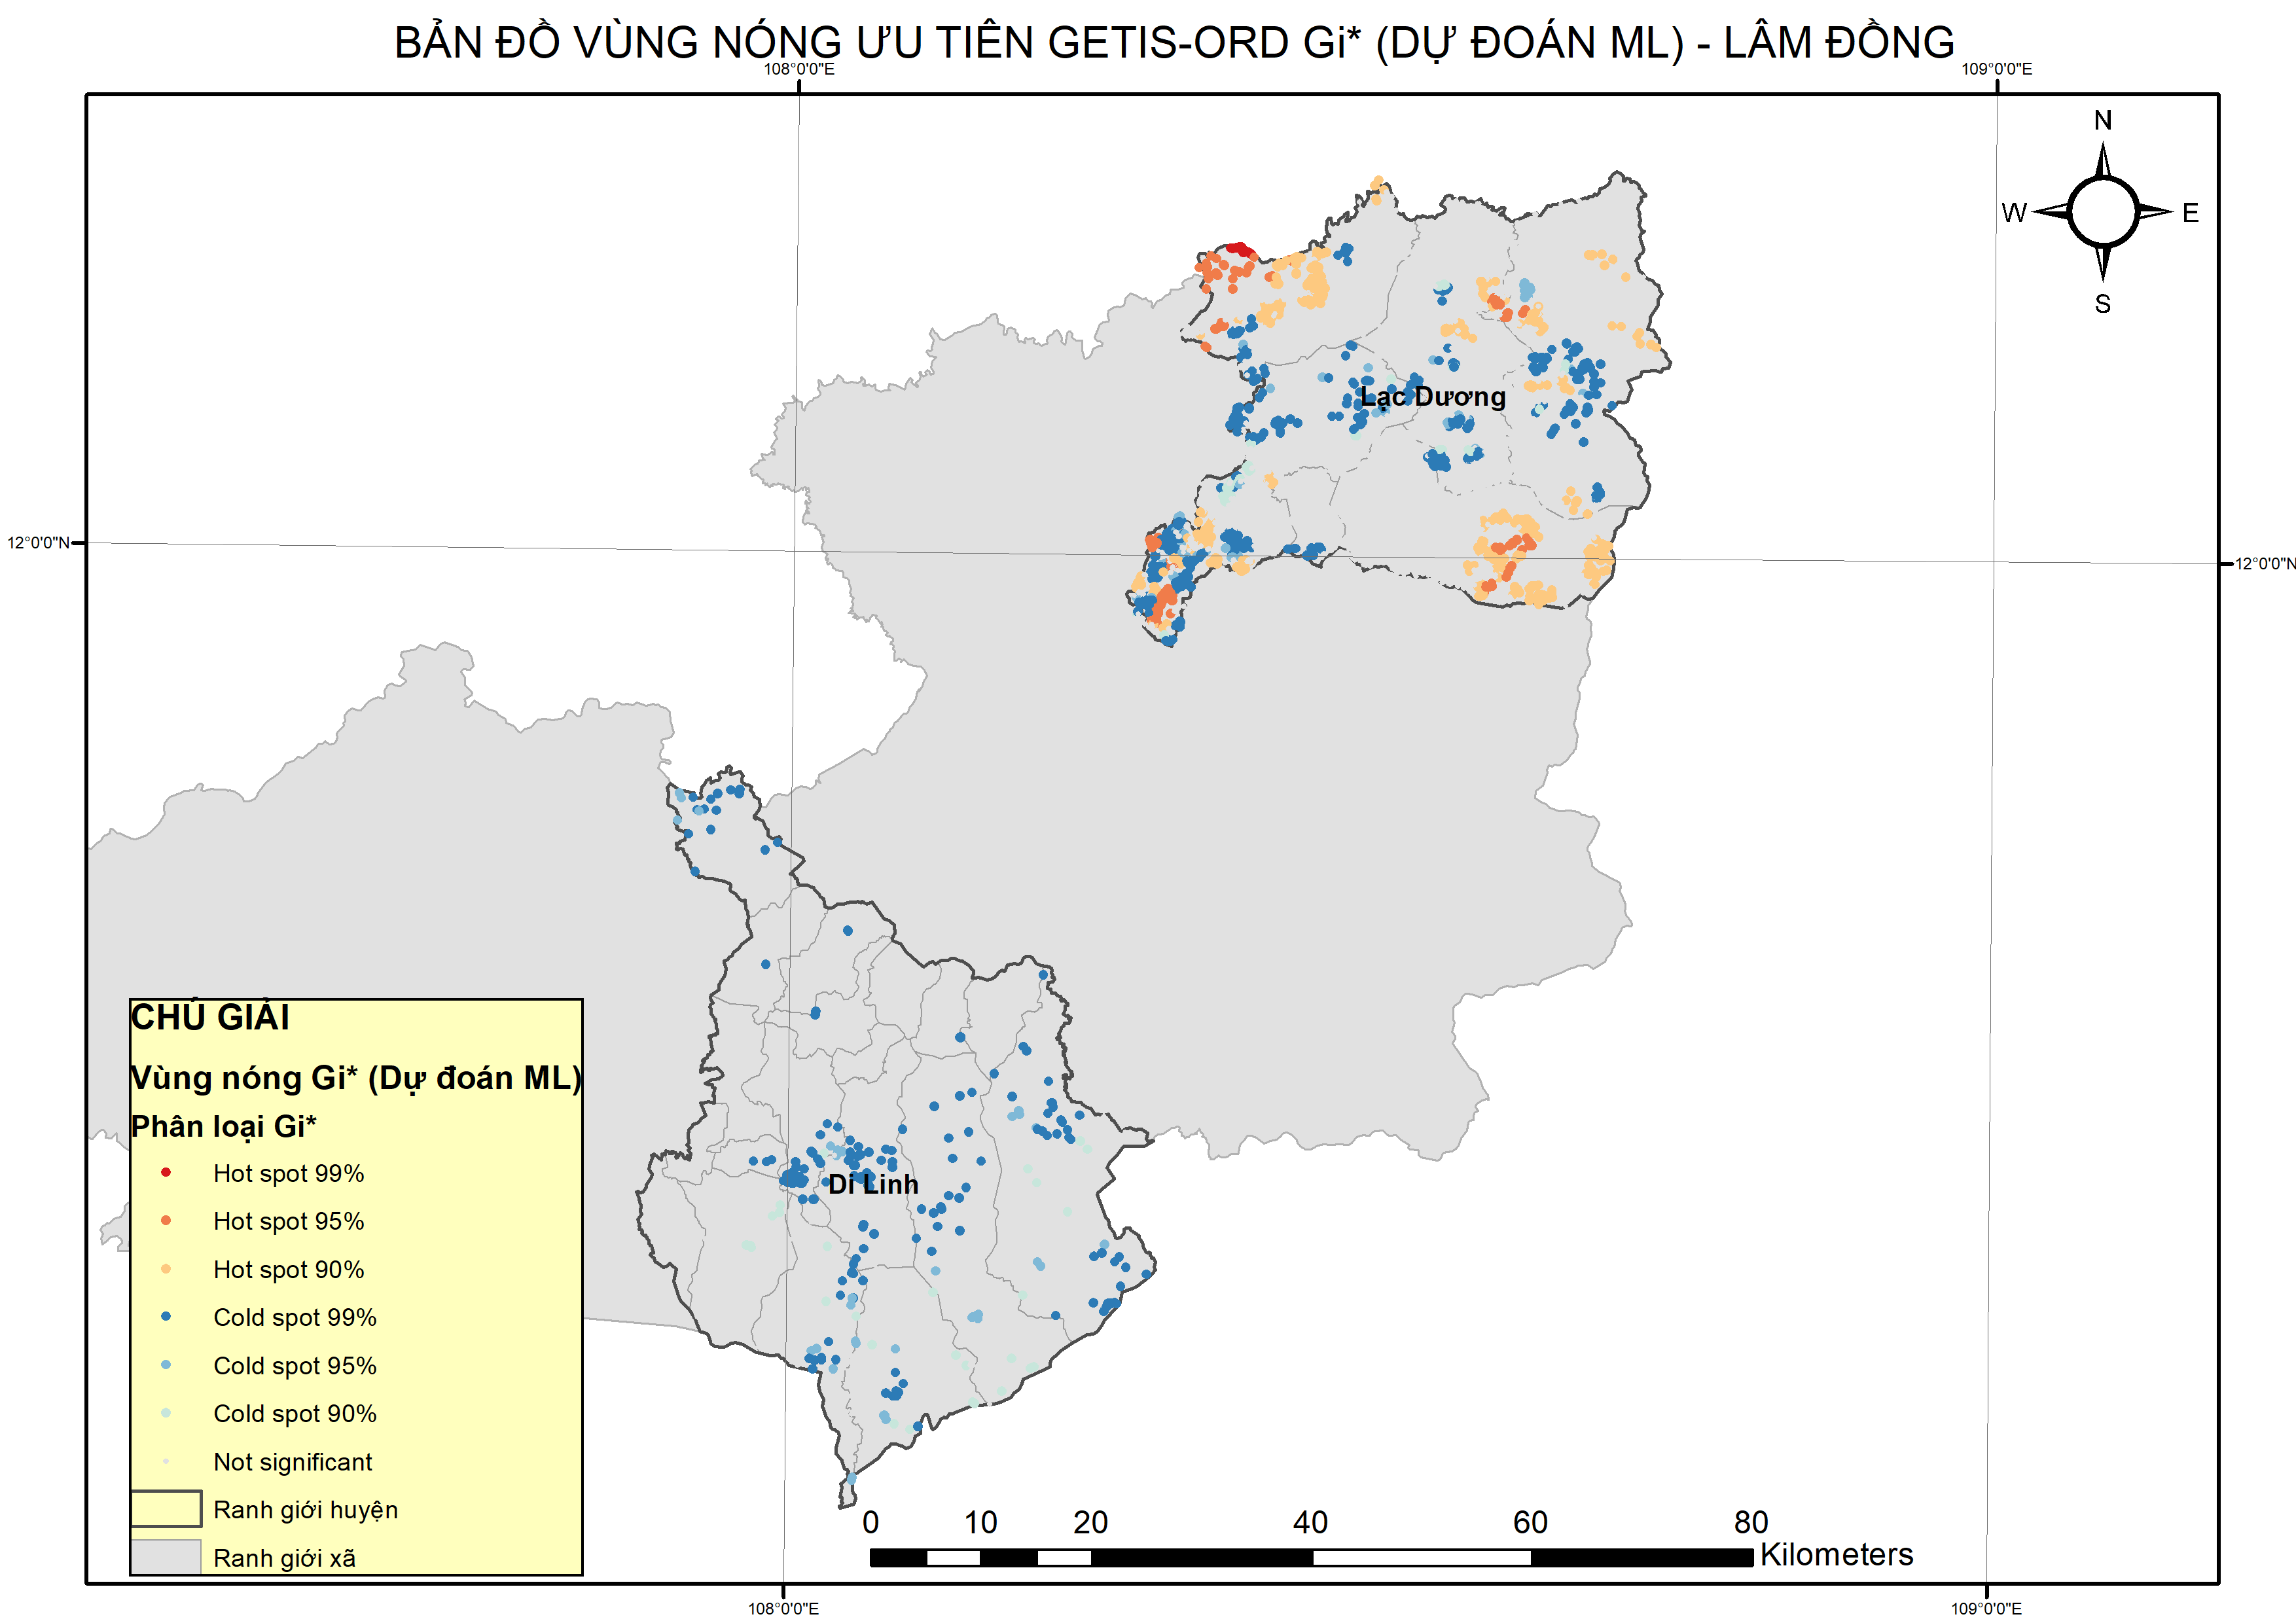 BẢN ĐỒ VÙNG NÓNG ƯU TIÊN GETIS-ORD Gi* (DỰ ĐOÁN ML) - LÂM ĐỒNG
108°0'0"E
109°0'0"E
N
W
E
S
Lạc Dương
12°0'0"N
12°0'0"N
Di Linh
CHÚ GIẢI
Vùng nóng Gi* (Dự đoán ML)
Phân loại Gi*
Hot spot 99%
Hot spot 95%
Hot spot 90%
Cold spot 99%
Cold spot 95%
Cold spot 90%
Not significant
Ranh giới huyện
Ranh giới xã
0 10 20 40 60 80
Kilometers
108°0'0"E
109°0'0"E